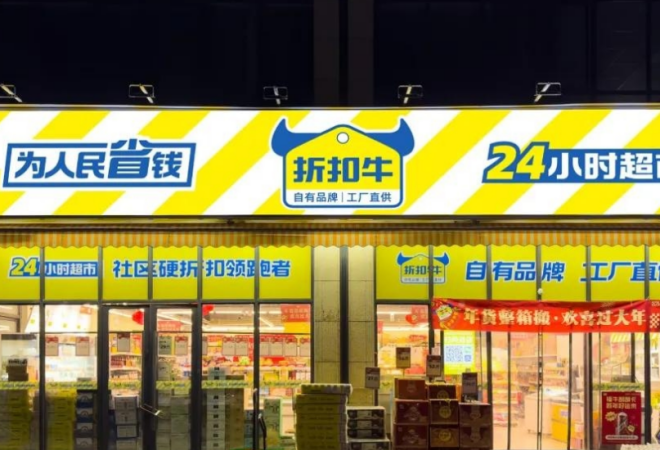 为人民省钱
折扣牛
自有品牌|工厂直供
24小时超市
24小时超市
社区硬折扣领跑者
折扣牛
自有品牌 工厂直
年货整箱搬·欢喜过大年